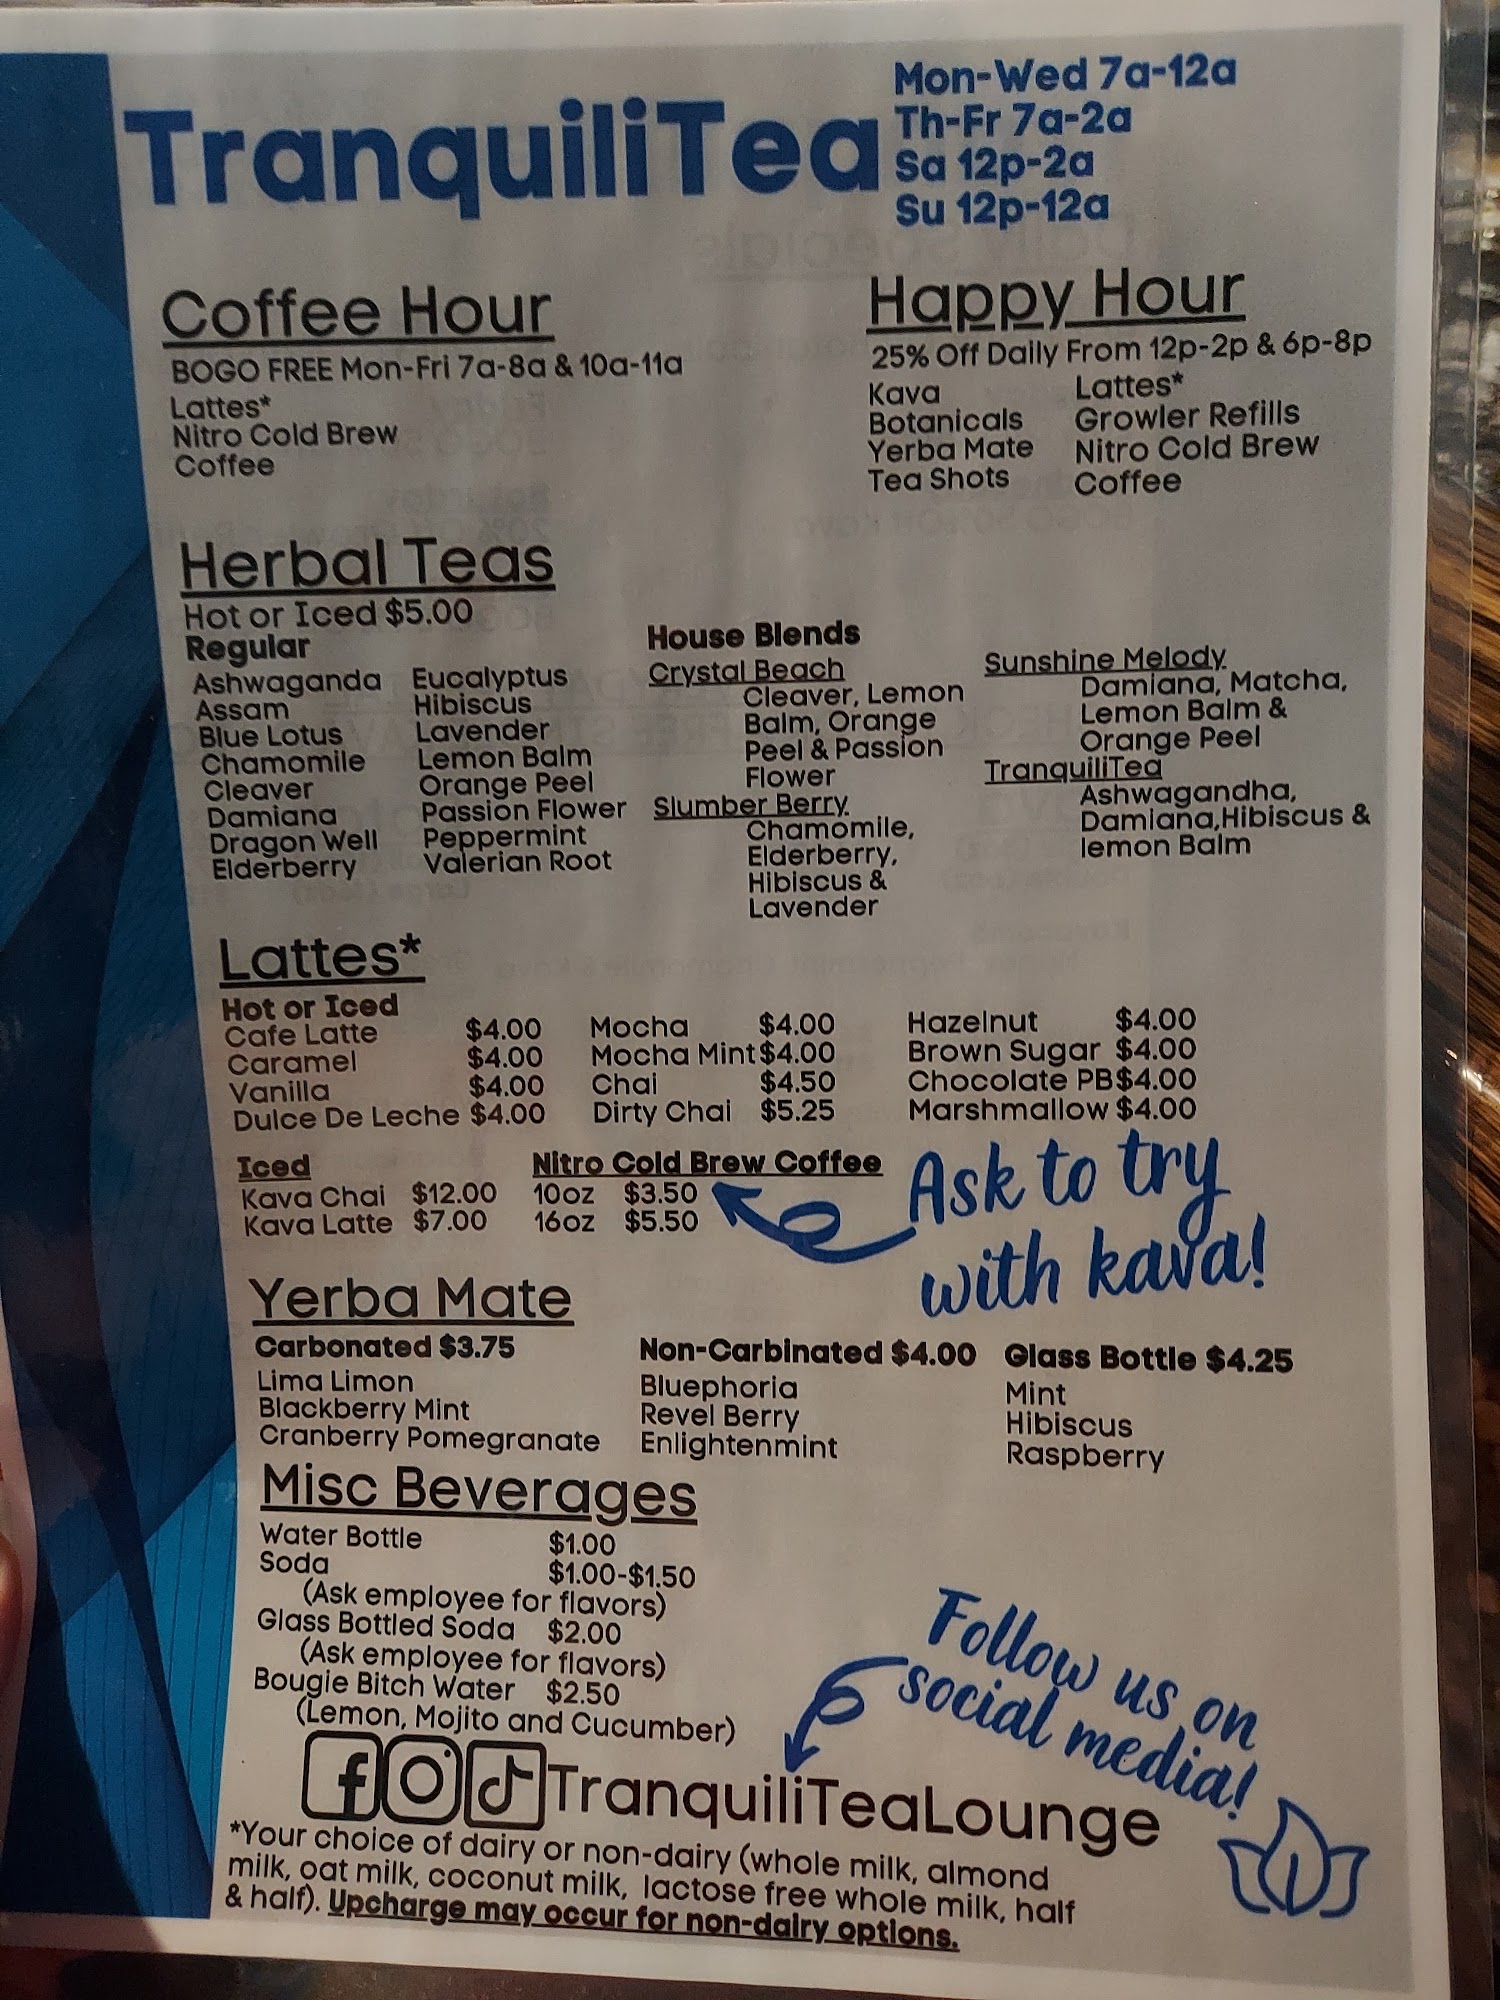 TranquiliTea
Mon-Wed 7a-12a
Th-Fr 7a-2a
Sa 12p-2a
Su 12p-12a
Coffee Hour
BOGO FREE Mon-Fri 7a-8a & 10a-11a
Lattes*
Nitro Cold Brew
Coffee
Happy Hour
25% Off Daily From 12p-2p & 6p-8p
Kava
Botanicals
Yerba Mate
Tea Shots
Lattes*
Growler Refills
Nitro Cold Brew
Coffee
Herbal Teas
Hot or Iced $5.00
Regular
Ashwaganda
Assam
Blue Lotus
Chamomile
Cleaver
Damiana
Dragon Well
Elderberry
Eucalyptus
Hibiscus
Lavender
Lemon Balm
Orange Peel
Passion Flower
Peppermint
Valerian Root
House Blends
Crystal Beach
Cleaver, Lemon
Balm, Orange
Peel & Passion
Flower
Slumber Berry
Chamomile,
Elderberry,
Hibiscus &
Lavender
Sunshine Melody
Damiana, Matcha,
Lemon Balm &
Orange Peel
TranquiliTea
Ashwagandha,
Damiana,Hibiscus &
lemon Balm
Lattes*
Hot or Iced
Cafe Latte $4.00
Caramel $4.00
Vanilla $4.00
Dulce De Leche $4.00
Mocha $4.00
Mocha Mint $4.00
Chai $4.50
Dirty Chai $5.25
Hazelnut $4.00
Brown Sugar $4.00
Chocolate PB $4.00
Marshmallow $4.00
Iced
Kava Chai $12.00
Kava Latte $7.00
Nitro Cold Brew Coffee
10oz $3.50
16oz $5.50
Ask to try
with kava!
Yerba Mate
Carbonated $3.75
Lima Limon
Blackberry Mint
Cranberry Pomegranate
Non-Carbinated $4.00
Bluephoria
Revel Berry
Enlightenmint
Glass Bottle $4.25
Mint
Hibiscus
Raspberry
Misc Beverages
Water Bottle $1.00
Soda $1.00-$1.50
(Ask employee for flavors)
Glass Bottled Soda $2.00
(Ask employee for flavors)
Bougie Bitch Water $2.50
(Lemon, Mojito and Cucumber)
Follow us on
social media!
TranquiliTeaLounge
*Your choice of dairy or non-dairy (whole milk, almond
milk, oat milk, coconut milk, lactose free whole milk, half
& half). Upcharge may occur for non-dairy options.